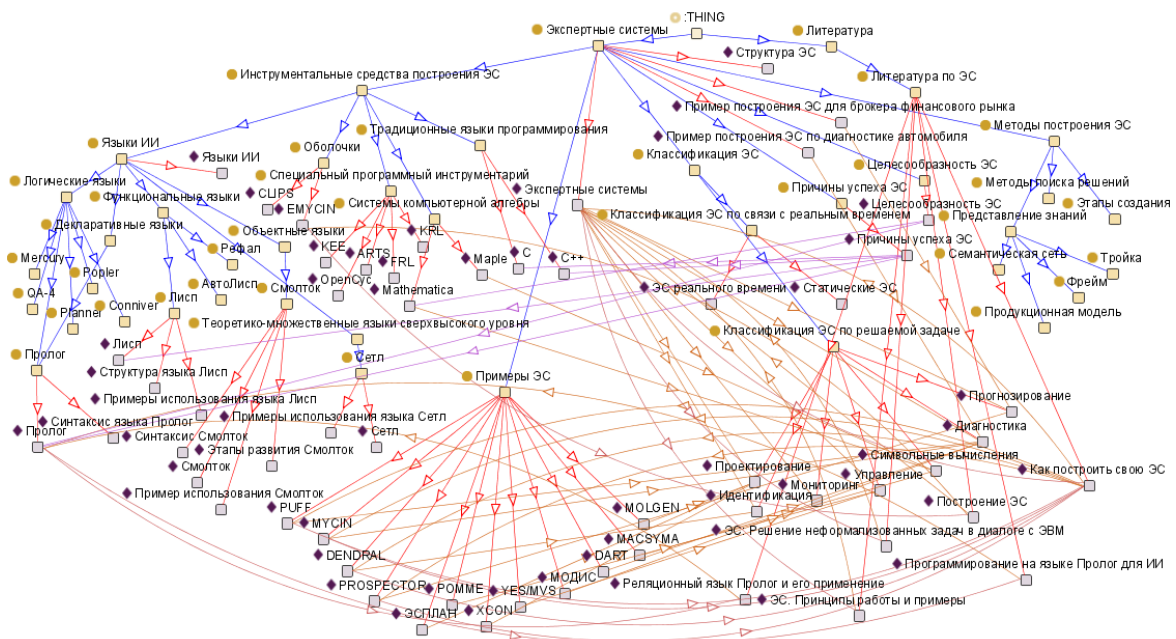 :THING
Экспертные системы
Литература
Структура ЭС
Инструментальные средства построения ЭС
Литература по ЭС
Пример построения ЭС для брокера финансового рынка
Традиционные языки программирования
Пример построения ЭС по диагностике автомобиля
Методы построения ЭС
Языки ИИ
Оболочки
Языки ИИ
Классификация ЭС
Целесообразность ЭС
Логические языки
Специальный программный инструментарий
Функциональные языки
CLIPS
Экспертные системы
Причины успеха ЭС
Методы поиска решений
EMYCIN
Системы компьютерной алгебры
Целесообразность ЭС
Классификация ЭС по связи с реальным временем
Представление знаний
Этапы создания
Декларативные языки
Объектные языки
KRL
Причины успеха ЭС
Mercury
Popler
Рефал
KEE
ARTS
FRL
Maple
C
C++
Семантическая сеть
Тройка
QA-4
АвтоЛисп
OpenCyc
Mathematica
ЭС реального времени
Статические ЭС
Фрейм
Planner
Conniver
Лисп
Смолток
Продукционная модель
Теоретико-множественные языки сверхвысокого уровня
Классификация ЭС по решаемой задаче
Лисп
Пролог
Сетл
Структура языка Лисп
Примеры ЭС
Прогнозирование
Примеры использования языка Лисп
Синтаксис языка Пролог
Примеры использования языка Сетл
Пролог
Синтаксис Смолток
Сетл
Диагностика
Этапы развития Смолток
Символьные вычисления
Смолток
Проектирование
Управление
Как построить свою ЭС
Мониторинг
Пример использования Смолток
Идентификация
PUFF
MOLGEN
Построение ЭС
MYCIN
ЭС: Решение неформализованных задач в диалоге с ЭВМ
MACSYMA
DENDRAL
DART
Программирование на языке Пролог для ИИ
PROSPECTOR
POMME
YES/MVS
МОДИС
Реляционный язык Пролог и его применение
ЭСПЛАН
XCON
ЭС: Принципы работы и примеры